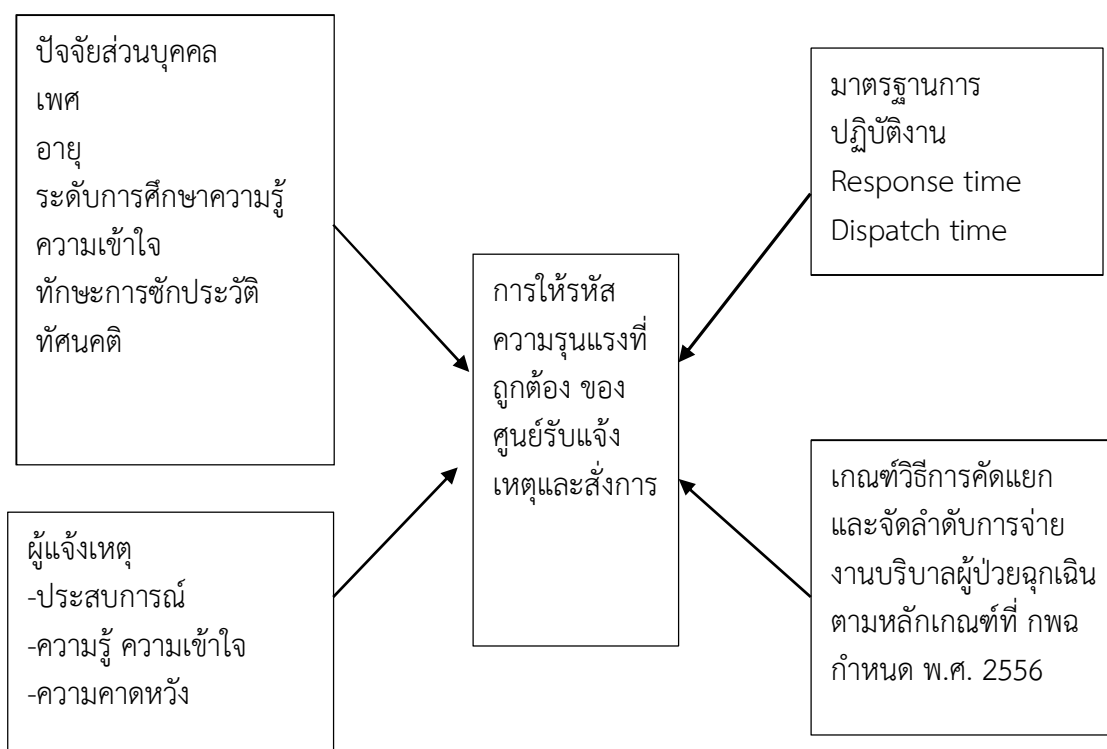 ปัจจัยส่วนบุคคล
เพศ
อายุ
ระดับการศึกษาความรู้
ความเข้าใจ
ทักษะการซักประวัติ
ทัศนคติ
มาตรฐานการ
ปฏิบัติงาน
Response time
Dispatch time
การให้รหัส
ความรุนแรงที่
ถูกต้อง ของ
ศูนย์รับแจ้ง
เหตุและสั่งการ
ผู้แจ้งเหตุ
-ประสบการณ์
-ความรู้ ความเข้าใจ
-ความคาดหวัง
เกณฑ์วิธีการคัดแยก
และจัดลำดับการจ่าย
งานบริบาลผู้ป่วยฉุกเฉิน
ตามหลักเกณฑ์ที่ กพฉ
กำหนด พ.ศ. 2556